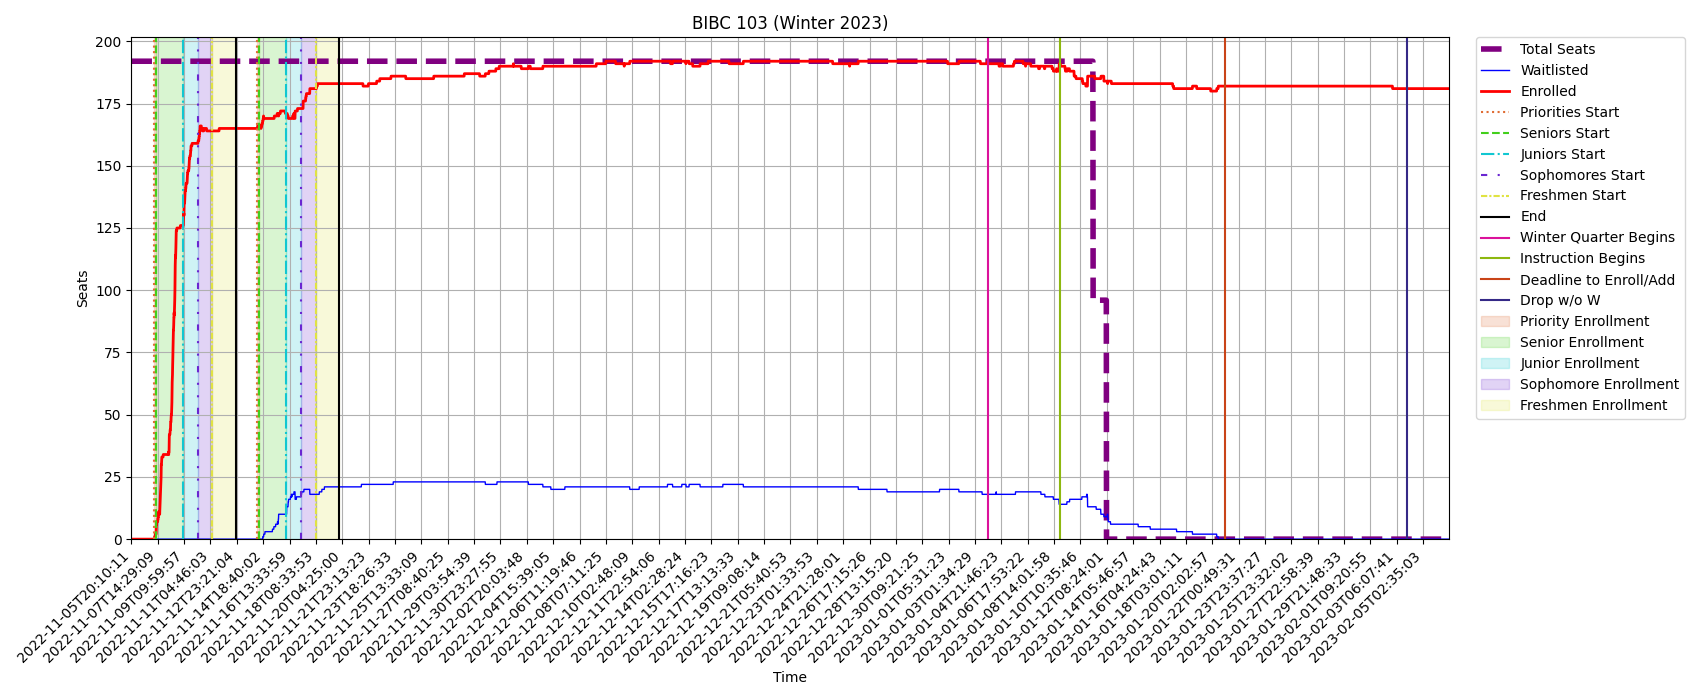 BIBC 103 (Winter 2023)
200
175
150
125
100
75
50
25
0
Seats
2022-11-05T20:10:11
2022-11-07T14:29:09
2022-11-09T09:59:57
2022-11-11T04:46:03
2022-11-12T23:21:04
2022-11-14T18:40:02
2022-11-16T13:33:59
2022-11-18T08:33:53
2022-11-20T04:25:00
2022-11-21T23:13:23
2022-11-23T18:26:33
2022-11-25T13:33:09
2022-11-27T08:40:25
2022-11-29T03:54:39
2022-11-30T23:27:55
2022-12-02T20:03:48
2022-12-04T15:39:05
2022-12-06T11:19:46
2022-12-08T07:11:25
2022-12-10T02:48:09
2022-12-11T22:54:06
2022-12-14T02:28:24
2022-12-15T17:16:23
2022-12-17T13:13:33
2022-12-19T09:08:14
2022-12-21T05:40:53
2022-12-23T01:33:53
2022-12-24T21:28:01
2022-12-26T17:15:26
2022-12-28T13:15:20
2022-12-30T09:21:25
2023-01-01T05:31:23
2023-01-03T01:34:29
2023-01-04T21:46:23
2023-01-06T17:53:22
2023-01-08T14:01:58
2023-01-10T10:35:46
2023-01-12T08:24:01
2023-01-14T05:46:57
2023-01-16T04:24:43
2023-01-18T03:01:11
2023-01-20T02:02:57
2023-01-22T00:49:31
2023-01-23T23:37:27
2023-01-25T23:32:02
2023-01-27T22:58:39
2023-01-29T21:48:33
2023-02-01T09:20:55
2023-02-03T06:07:41
2023-02-05T02:35:03
Time
Total Seats
Waitlisted
Enrolled
Priorities Start
Seniors Start
Juniors Start
Sophomores Start
Freshmen Start
End
Winter Quarter Begins
Instruction Begins
Deadline to Enroll/Add
Drop w/o W
Priority Enrollment
Senior Enrollment
Junior Enrollment
Sophomore Enrollment
Freshmen Enrollment